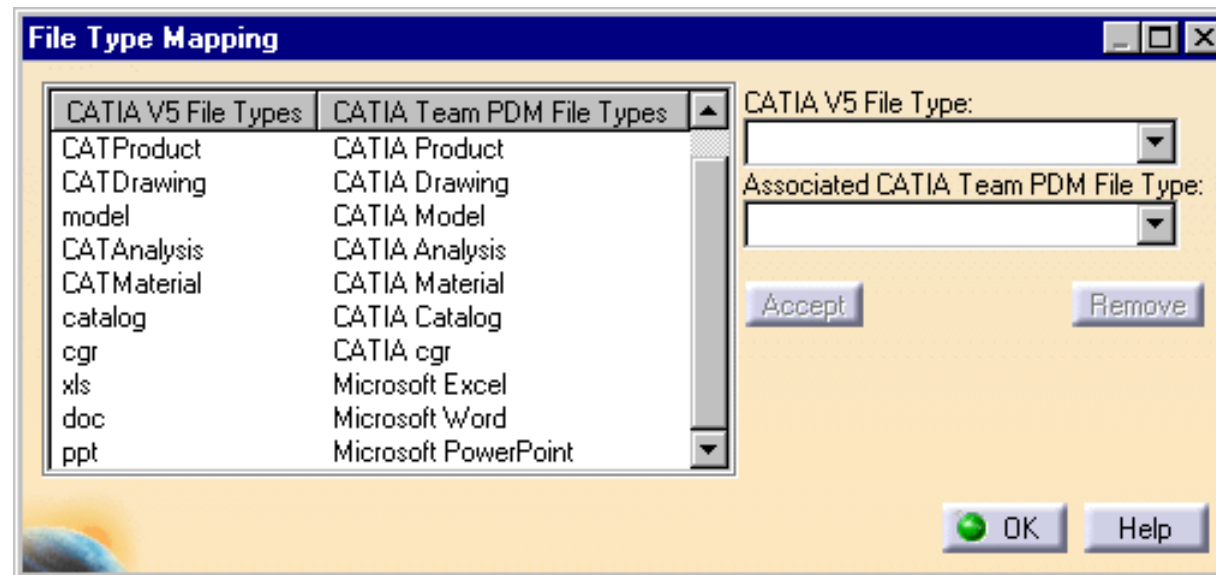 File Type Mapping
CATIA V5 File Types CATIA Team PDM File Types
CATProduct CATIA Product
CATDrawing CATIA Drawing
model CATIA Model
CATAnalysis CATIA Analysis
CATMaterial CATIA Material
catalog CATIA Catalog
cgr CATIA cgr
xls Microsoft Excel
doc Microsoft Word
ppt Microsoft PowerPoint
CATIA V5 File Type:
Associated CATIA Team PDM File Type:
Accept Remove
OK Help